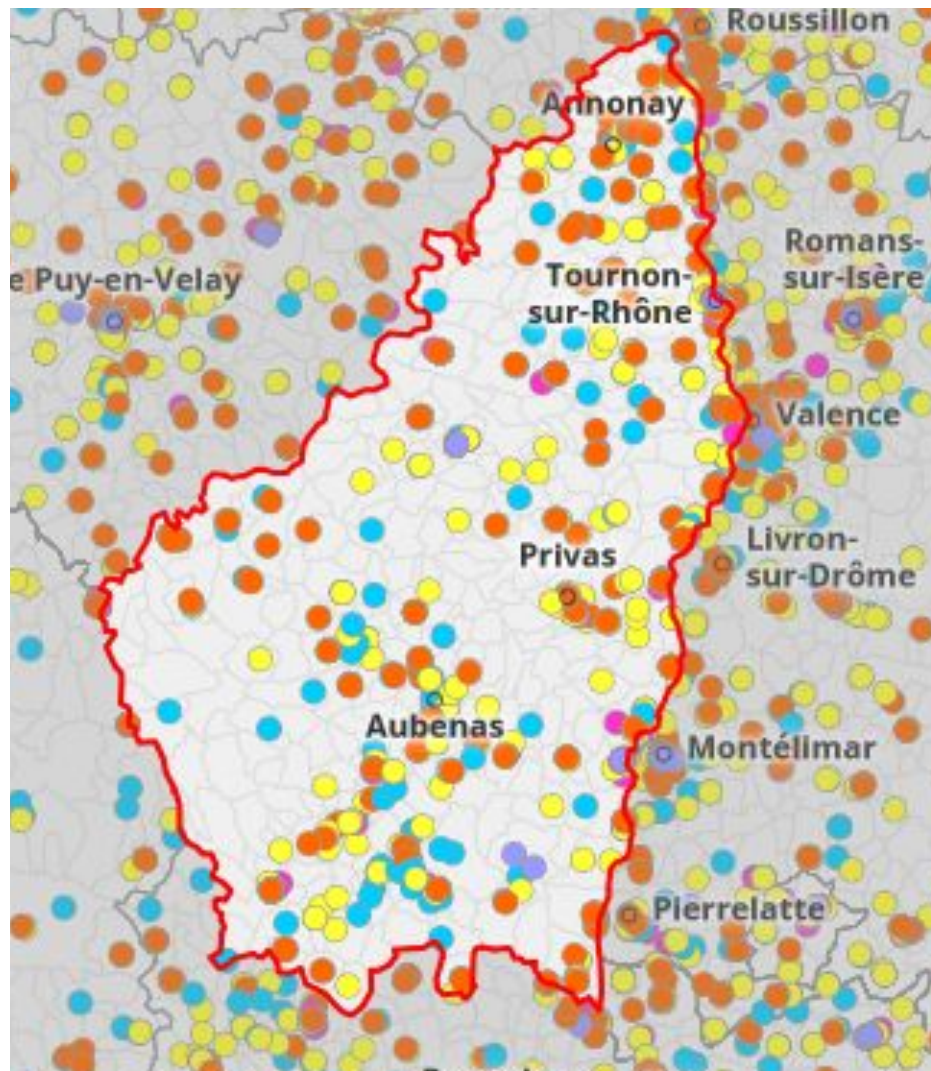 Roussillon
Annonay
Romans-
sur-Isère
e Puy-en-Velay
Tournon-
sur-Rhône
Valence
Privas
Livron-
sur-Drôme
Aubenas
Montélimar
Pierrelatte